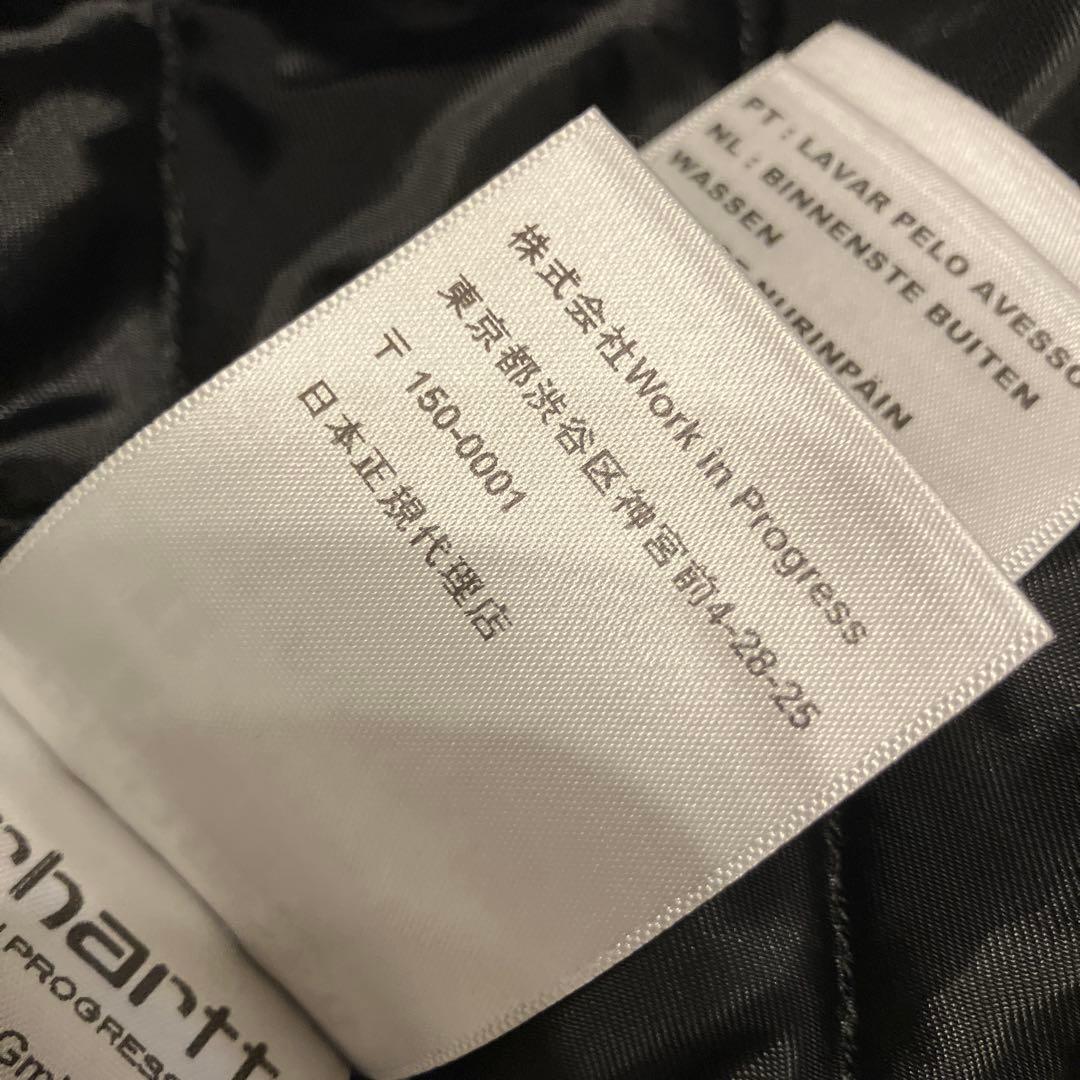 株式会社Work in Progress
東京都渋谷区神宮前4-28-25
〒150-0001
日本正規代理店
PT : LAVAR PELO AVESSO
NL : BINNENSTE BUITEN
WASSEN
NURINPÄIN
PROGRESS